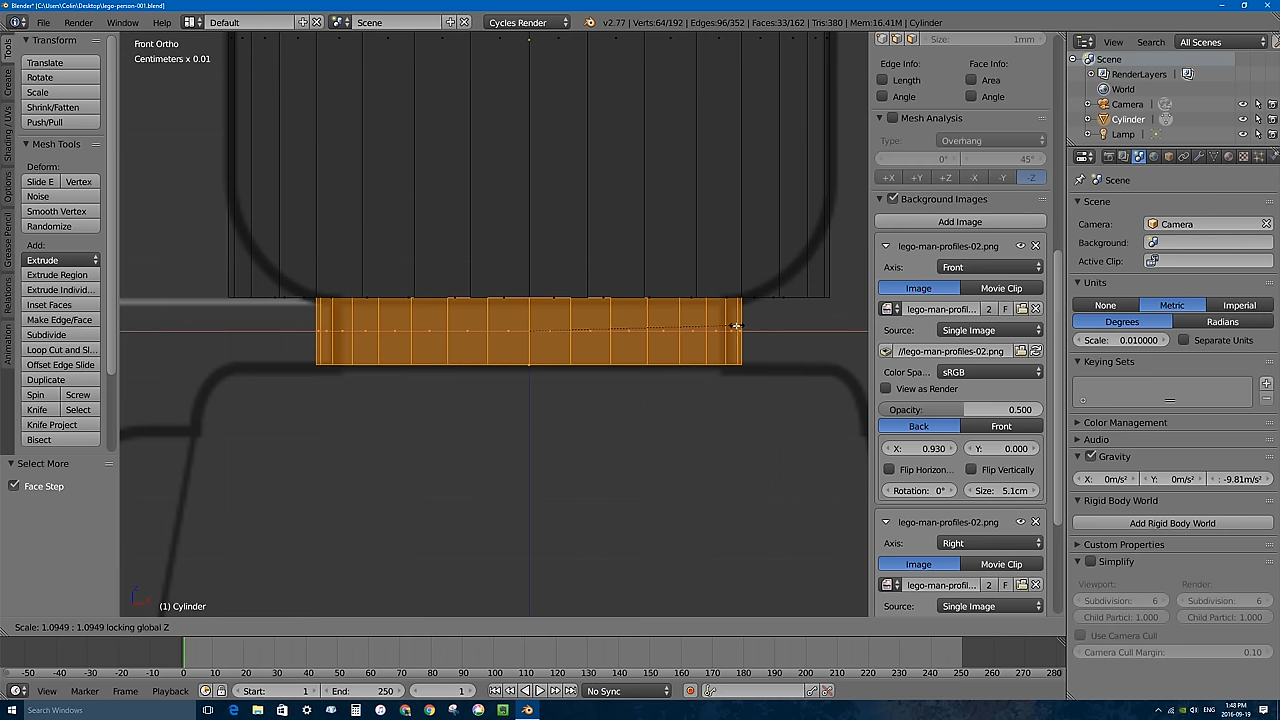 Blender* [C:\Users\Colin\Desktop\lego-person-001.blend]
File Render Window Help Default Scene Cycles Render v2.77 | Verts:64/192 | Edges:96/352 | Faces:33/162 | Tris:380 | Mem:16.41M | Cylinder
Tools
Create
Shading / UVs
Options
Grease Pencil
Relations
Animation
Transform
Translate
Rotate
Scale
Shrink/Fatten
Push/Pull
Mesh Tools
Deform:
Slide E Vertex
Noise
Smooth Vertex
Randomize
Add:
Extrude
Extrude Region
Extrude Individ...
Inset Faces
Make Edge/Face
Subdivide
Loop Cut and Sl...
Offset Edge Slide
Duplicate
Spin Screw
Knife Select
Knife Project
Bisect
Select More
Face Step
Front Ortho
Centimeters x 0.01
(1) Cylinder
Scale: 1.0949 : 1.0949 locking global Z
Size: 1mm
Edge Info: Face Info:
Length Area
Angle Angle
Mesh Analysis
Type: Overhang
0° 45°
+X +Y +Z -X -Y -Z
Background Images
Add Image
lego-man-profiles-02.png
Axis: Front
Image Movie Clip
lego-man-profil... 2 F
Source: Single Image
//lego-man-profiles-02.png
Color Spa... sRGB
View as Render
Opacity: 0.500
Back Front
X: 0.930 Y: 0.000
Flip Horizon... Flip Vertically
Rotation: 0° Size: 5.1cm
lego-man-profiles-02.png
Axis: Right
Image Movie Clip
lego-man-profil... 2 F
Source: Single Image
View Search All Scenes
Scene
RenderLayers
World
Camera
Cylinder
Lamp
Scene
Scene
Camera: Camera
Background:
Active Clip:
Units
None Metric Imperial
Degrees Radians
Scale: 0.010000 Separate Units
Keying Sets
Color Management
Audio
Gravity
X: 0m/s² Y: 0m/s² : -9.81m/s²
Rigid Body World
Add Rigid Body World
Custom Properties
Simplify
Viewport: Render:
Subdivision: 6 Subdivision: 6
Child Particl: 1.000 Child Particl: 1.000
Use Camera Cull
Camera Cull Margin: 0.10
-50 -40 -30 -20 -10 0 10 20 30 40 50 60 70 80 90 100 110 120 130 140 150 160 170 180 190 200 210 220 230 240 250 260 270 280
View Marker Frame Playback Start: 1 End: 250 1 No Sync
Search Windows
ENG 1:48 PM
2016-09-19